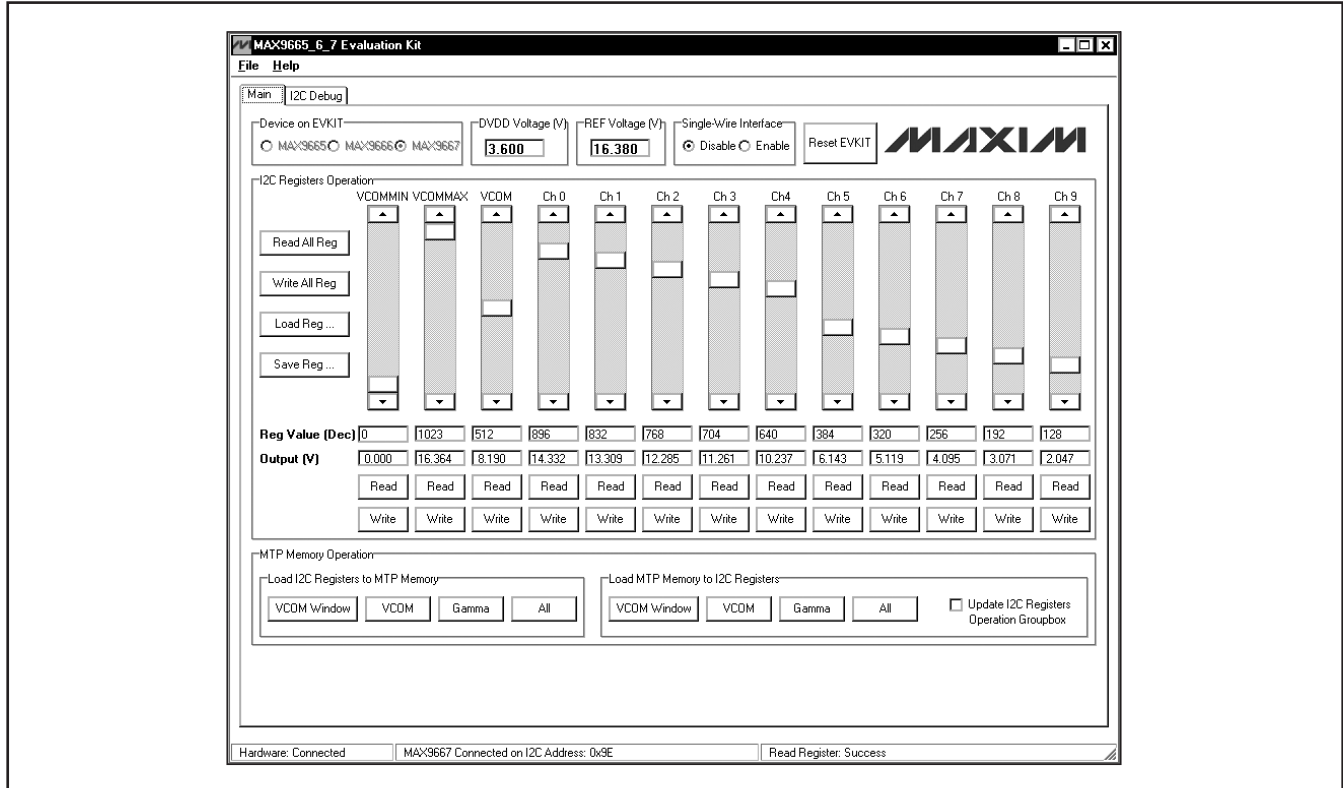 MAX9665_6_7 Evaluation Kit
File Help
Main I2C Debug
Device on EVKIT DVDD Voltage (V) REF Voltage (V) Single-Wire Interface
MAX9665 MAX9666 MAX9667 3.600 16.380 Disable Enable Reset EVKIT MAXIM
I2C Registers Operation
VCOMMIN VCOMMAX VCOM Ch 0 Ch 1 Ch 2 Ch 3 Ch4 Ch 5 Ch 6 Ch 7 Ch 8 Ch 9
Read All Reg
Write All Reg
Load Reg ...
Save Reg ...
Reg Value (Dec) 0 1023 512 896 832 768 704 640 384 320 256 192 128
Output (V) 0.000 16.364 8.190 14.332 13.309 12.285 11.261 10.237 6.143 5.119 4.095 3.071 2.047
Read Read Read Read Read Read Read Read Read Read Read Read Read
Write Write Write Write Write Write Write Write Write Write Write Write Write
MTP Memory Operation
Load I2C Registers to MTP Memory Load MTP Memory to I2C Registers
VCOM Window VCOM Gamma All VCOM Window VCOM Gamma All Update I2C Registers
Operation Groupbox
Hardware: Connected MAX9667 Connected on I2C Address: 0x9E Read Register: Success